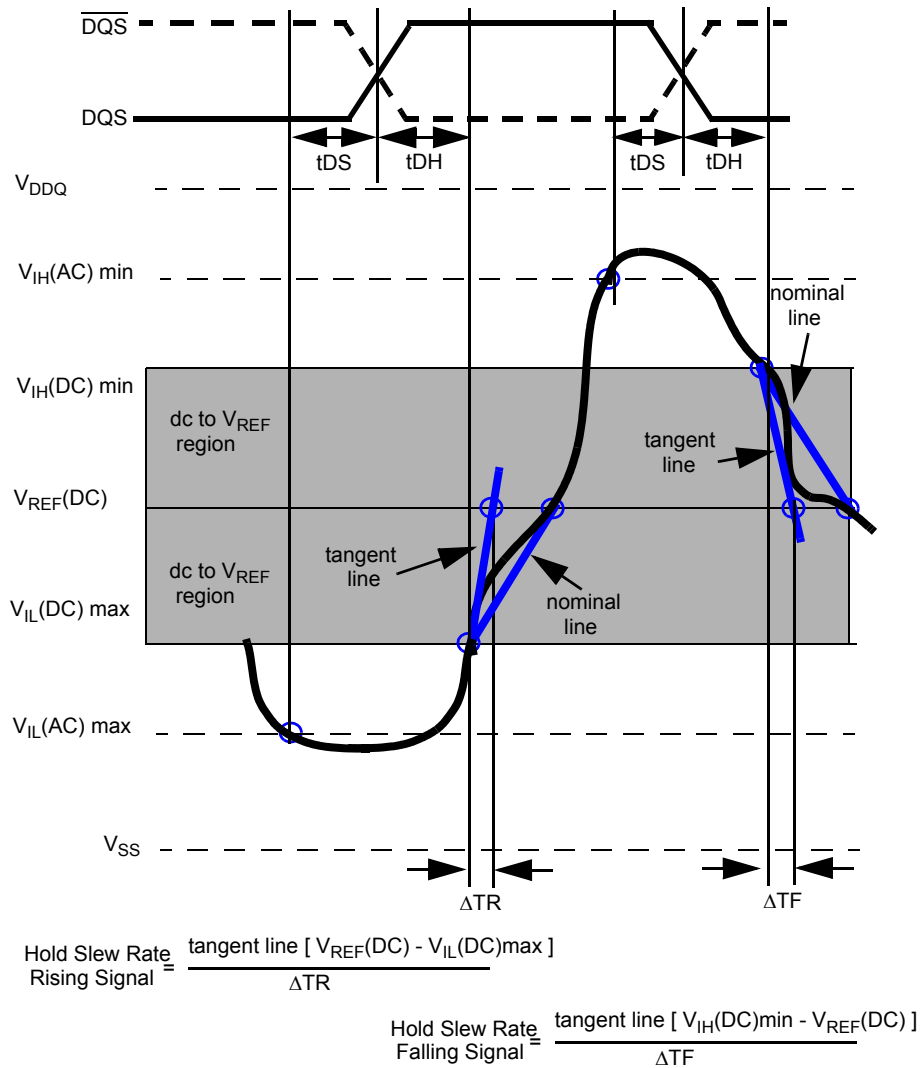 DQS
DQS
tDS
tDH
tDS
tDH
VDDQ
VIH(AC) min
nominal
line
VIH(DC) min
dc to VREF
region
tangent
line
VREF(DC)
tangent
line
dc to VREF
region
nominal
line
VIL(DC) max
VIL(AC) max
VSS
ΔTR
ΔTF
Hold Slew Rate
Rising Signal
=
tangent line [ VREF(DC) - VIL(DC)max ]
ΔTR
Hold Slew Rate
Falling Signal
=
tangent line [ VIH(DC)min - VREF(DC) ]
ΔTF